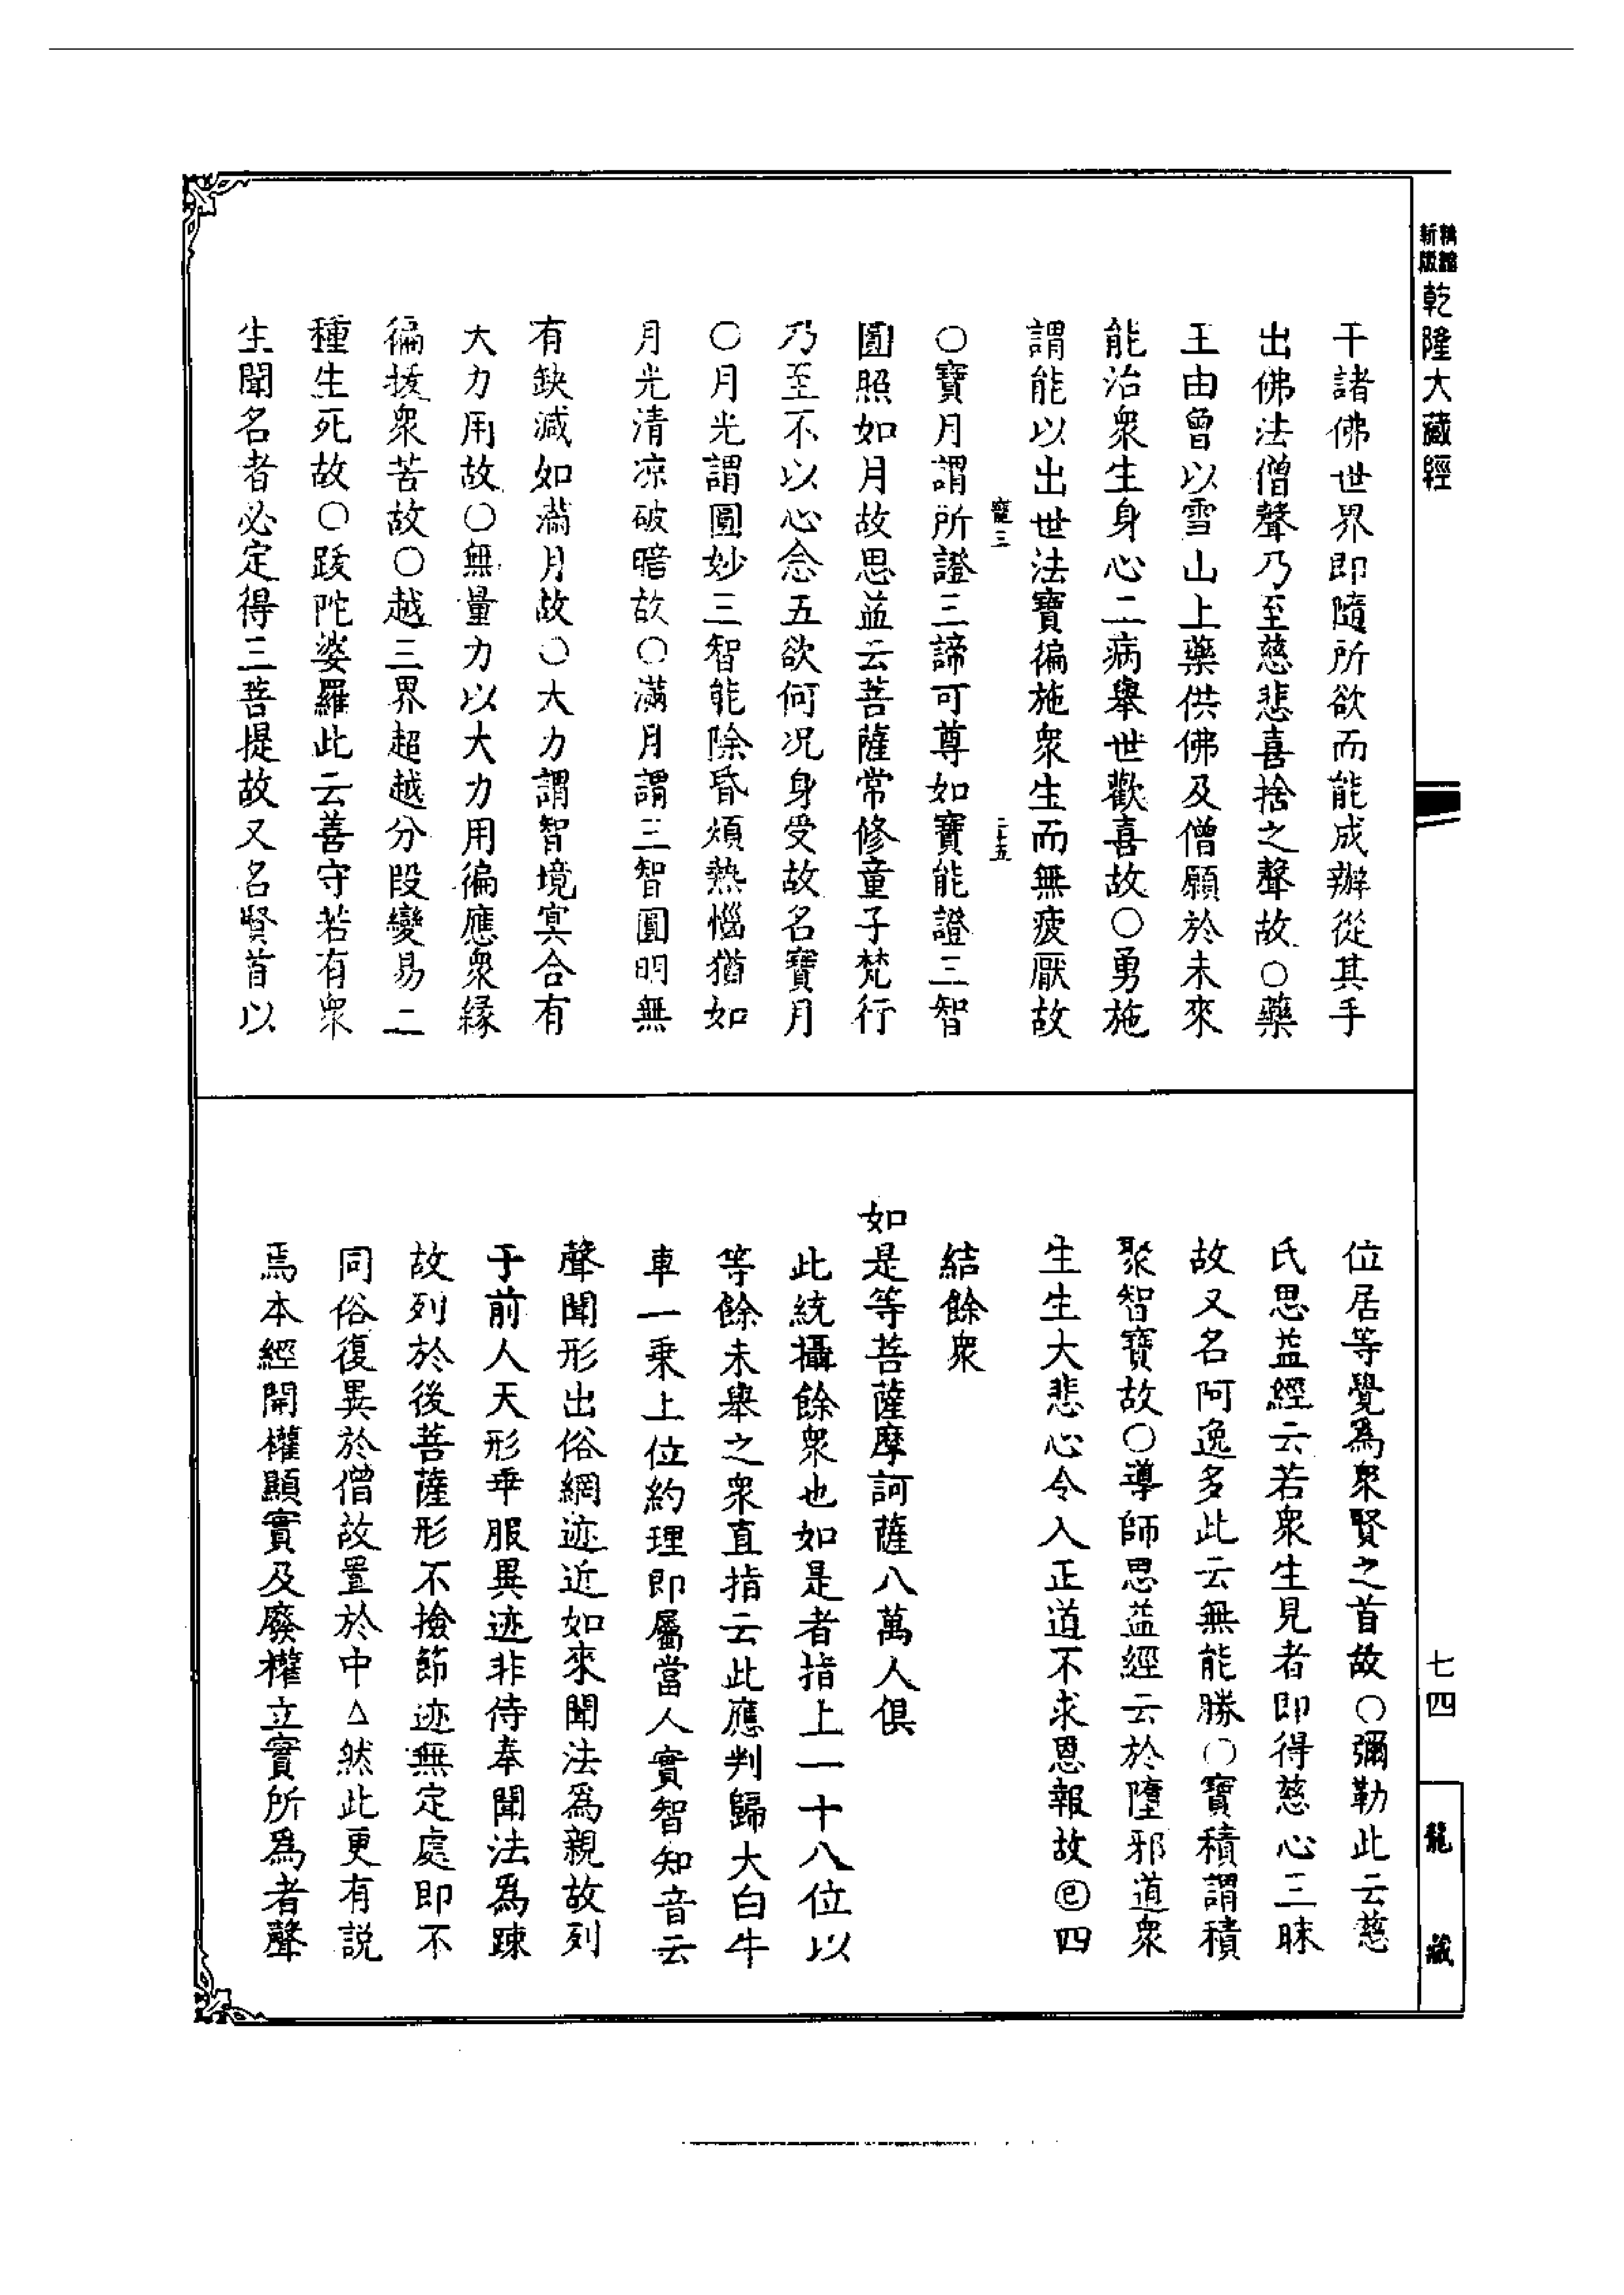 新版
精縮
乾隆大藏經
干諸佛世界即隨所欲而能成辦從其手
出佛法僧聲乃至慈悲喜捨之聲故〇藥
王由曾以雪山上藥供佛及僧願於未來
能治衆生身心二病舉世歡喜故〇勇施
謂能以出世法寶徧施衆生而無疲厭故
寵三
二十五
〇寶月謂所證三諦可尊如寶能證三智
圓照如月故思益云菩薩常修童子梵行
乃至不以心念五欲何況身受故名寶月
〇月光謂圓妙三智能除昏煩熱惱猶如
月光清凉破暗故〇滿月謂三智圓明無
有缺減如滿月故〇大力謂智境冥合有
大力用故〇無量力以大力用徧應衆緣
徧拔衆苦故〇越三界超越分段變易二
種生死故〇跋陀婆羅此云善守若有衆
生聞名者必定得三菩提故又名賢首以
位居等覺爲衆賢之首故〇彌勒此云慈
氏思益經云若衆生見者即得慈心三昧
故又名阿逸多此云無能勝〇寶積謂積
聚智寶故〇導師思益經云於墮邪道衆
生生大悲心令入正道不求恩報故㊁四
結餘衆
如是等菩薩摩訶薩八萬人俱
此統攝餘衆也如是者指上一十八位以
等餘未舉之衆直指云此應判歸大白牛
車一乘上位約理即屬當人實智知音云
聲聞形出俗網迹近如來聞法爲親故列
于前人天形乖服異迹非侍奉聞法爲踈
故列於後菩薩形不撿節迹無定處即不
同俗復異於僧故置於中△然此更有説
焉本經開權顯實及廢權立實所爲者聲
七四
龍藏